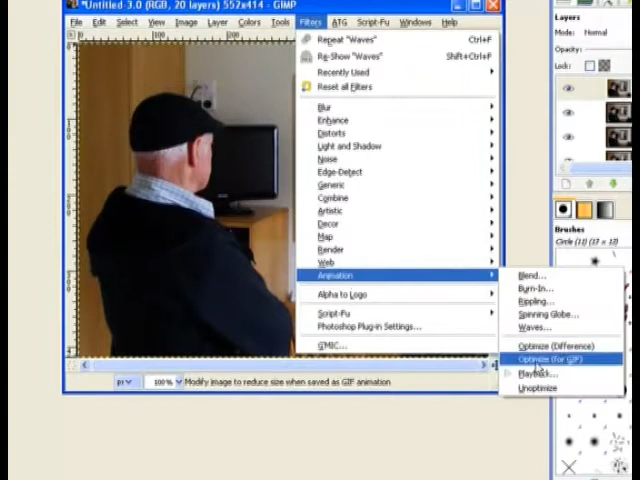 *Untitled-3.0 (RGB, 20 layers) 552x414 – GIMP
File Edit Select View Image Layer Colors Tools Filters ATG Script-Fu Windows Help
0 100 200
Repeat "Waves" Ctrl+F
Re-Show "Waves" Shift+Ctrl+F
Recently Used
Reset all Filters
Blur
Enhance
Distorts
Light and Shadow
Noise
Edge-Detect
Generic
Combine
Artistic
Decor
Map
Render
Web
Animation
Alpha to Logo
Script-Fu
Photoshop Plug-in Settings...
G'MIC...
Blend...
Burn-In...
Rippling...
Spinning Globe...
Waves...
Optimize (Difference)
Optimize (for GIF)
Playback...
Unoptimize
px 100% Modify image to reduce size when saved as GIF animation
Layers
Mode: Normal
Opacity:
Lock:
Brushes
Circle (17 x 17)